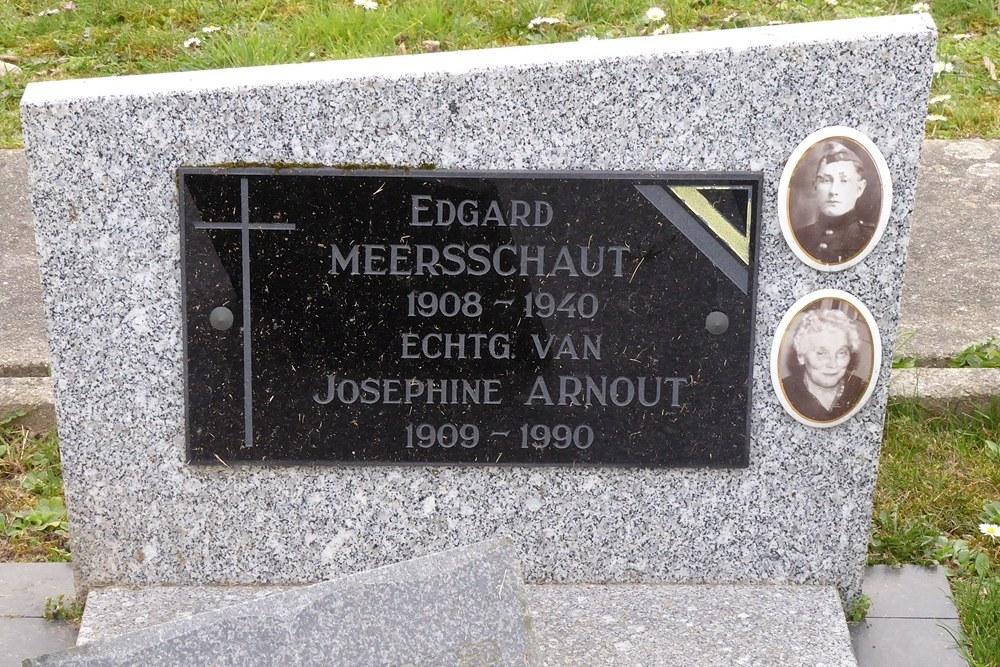 EDGARD
MEERSSCHAUT
1908 - 1940
ECHTG. VAN
JOSEPHINE ARNOUT
1909 - 1990